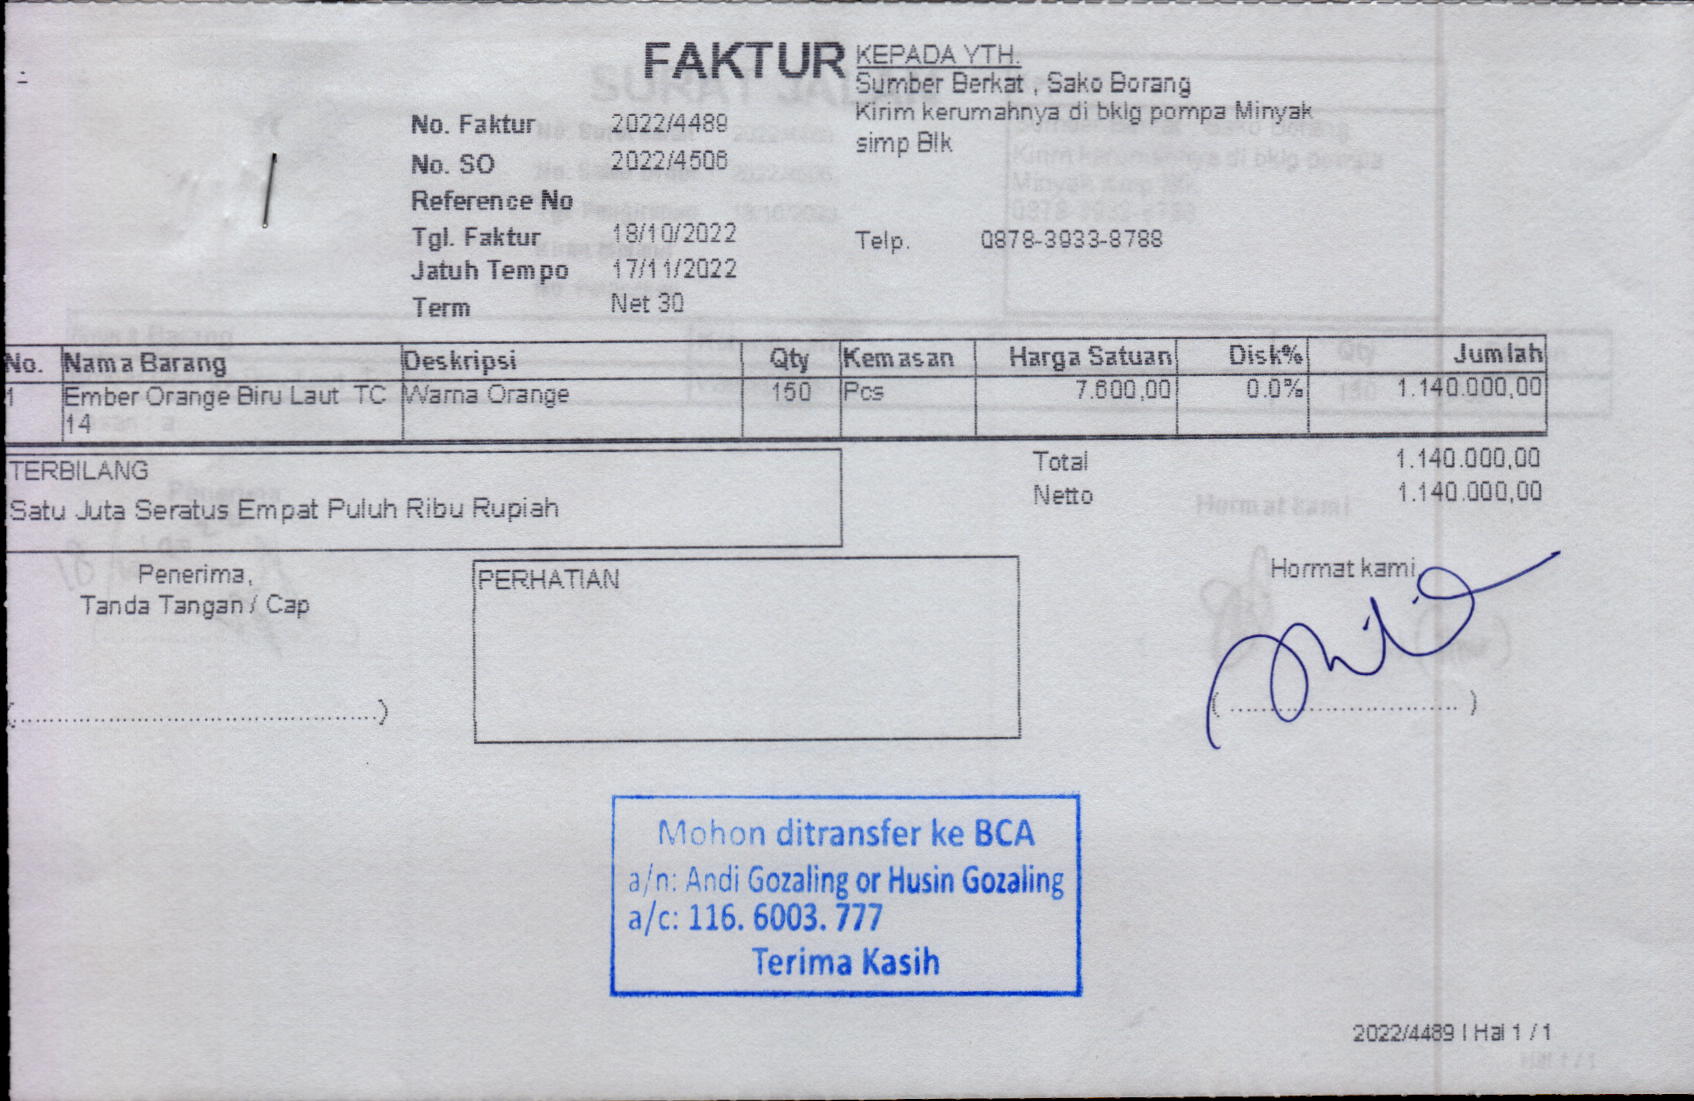 FAKTUR
KEPADA YTH.
Sumber Berkat , Sako Borang
Kirim kerumahnya di bklg pompa Minyak
simp Blk
No. Faktur 2022/4489
No. SO 2022/4506
Reference No
Tgl. Faktur 18/10/2022
Telp. 0878-3933-8788
Jatuh Tempo 17/11/2022
Term Net 30
No. Nama Barang Deskripsi Qty Kemasan Harga Satuan Disk% Jumlah
1 Ember Orange Biru Laut TC Warna Orange 150 Pcs 7.600,00 0.0% 1.140.000,00
14
TERBILANG
Satu Juta Seratus Empat Puluh Ribu Rupiah
Total 1.140.000,00
Netto 1.140.000,00
Penerima,
Tanda Tangan / Cap
PERHATIAN
Hormat kami,
(................................................)
( .............................. )
Mohon ditransfer ke BCA
a/n: Andi Gozaling or Husin Gozaling
a/c: 116. 6003. 777
Terima Kasih
2022/4489 | Hal 1 / 1